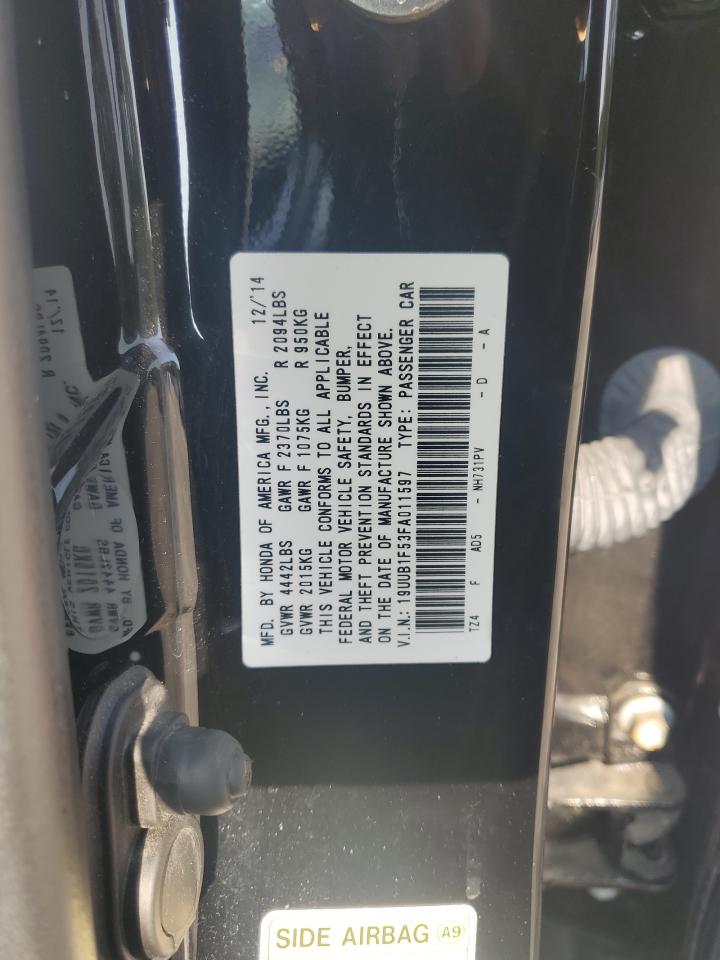 MFD. BY HONDA OF AMERICA MFG., INC. 12/'14
GVWR 4442LBS GAWR F 2370LBS R 2094LBS
GVWR 2015KG GAWR F 1075KG R 950KG
THIS VEHICLE CONFORMS TO ALL APPLICABLE
FEDERAL MOTOR VEHICLE SAFETY, BUMPER,
AND THEFT PREVENTION STANDARDS IN EFFECT
ON THE DATE OF MANUFACTURE SHOWN ABOVE.
V.I.N.: 19UUB1F53FA011597 TYPE: PASSENGER CAR
TZ4 F AD5 - NH731PV - D - A
SIDE AIRBAG A9